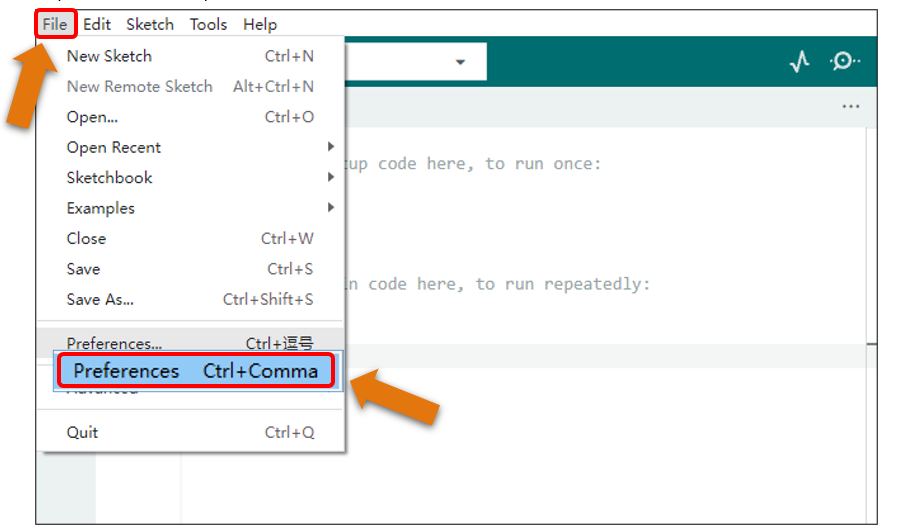 File Edit Sketch Tools Help
New Sketch Ctrl+N
New Remote Sketch Alt+Ctrl+N
Open... Ctrl+O
Open Recent
Sketchbook
Examples
Close Ctrl+W
Save Ctrl+S
Save As... Ctrl+Shift+S
Preferences... Ctrl+逗号
Preferences Ctrl+Comma
Advanced
Quit Ctrl+Q
...
up code here, to run once:
n code here, to run repeatedly: